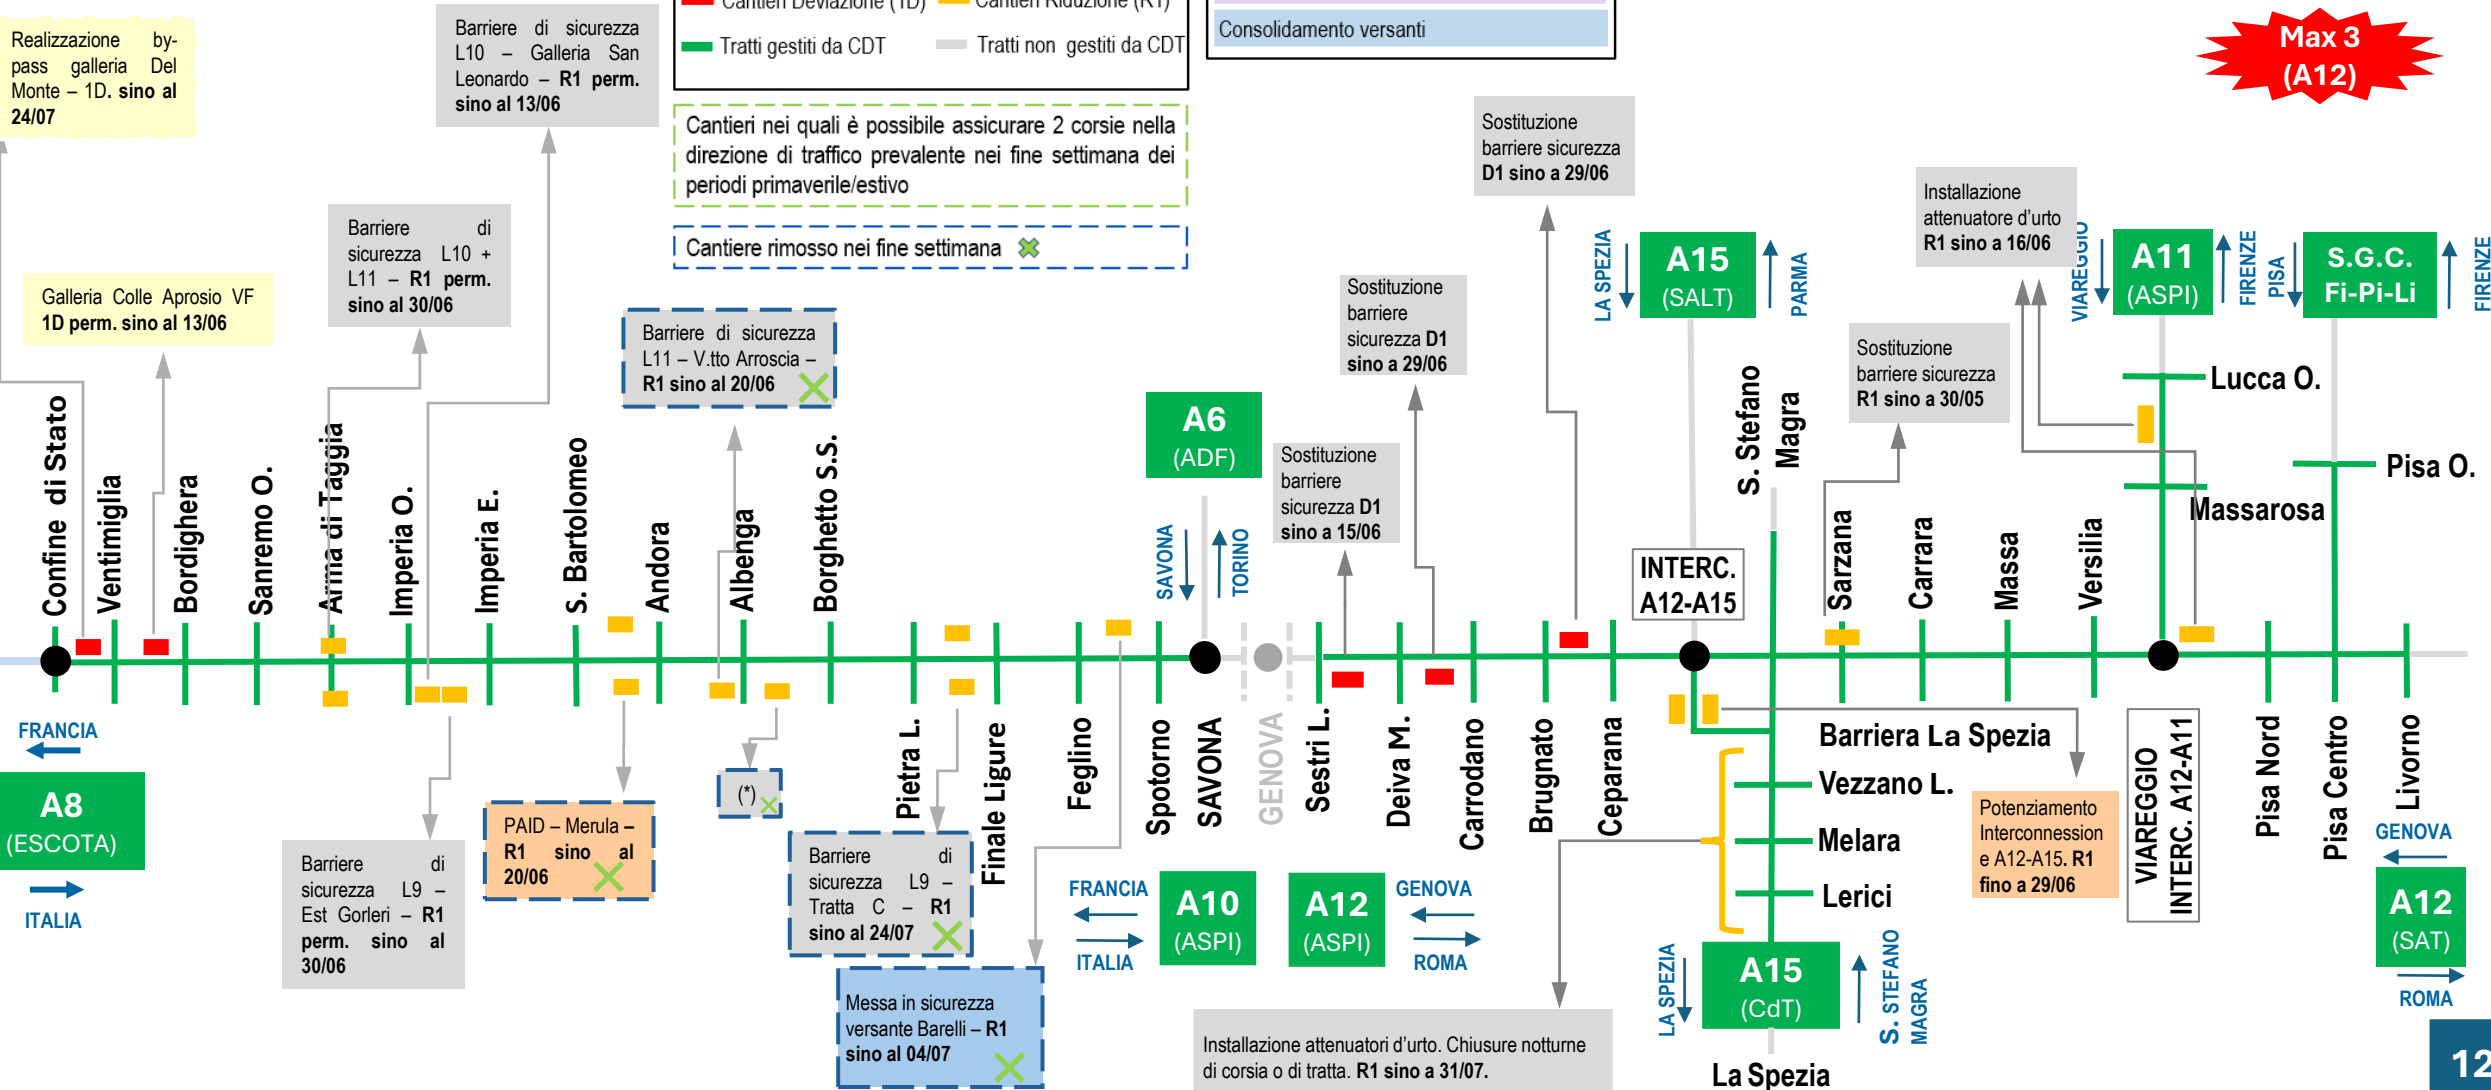 Realizzazione by-
pass galleria Del
Monte – 1D. sino al
24/07
Barriere di sicurezza
L10 – Galleria San
Leonardo – R1 perm.
sino al 13/06
Cantieri Deviazione (1D)
Cantieri Riduzione (R1)
Tratti gestiti da CDT
Tratti non gestiti da CDT
Consolidamento versanti
Max 3
(A12)
Cantieri nei quali è possibile assicurare 2 corsie nella
direzione di traffico prevalente nei fine settimana dei
periodi primaverile/estivo
Cantiere rimosso nei fine settimana
Galleria Colle Aprosio VF
1D perm. sino al 13/06
Barriere di
sicurezza L10 +
L11 – R1 perm.
sino al 30/06
Barriere di sicurezza
L11 – V.tto Arroscia –
R1 sino al 20/06
Sostituzione
barriere sicurezza
D1 sino a 29/06
Sostituzione
barriere
sicurezza D1
sino a 29/06
Sostituzione
barriere
sicurezza D1
sino a 15/06
Installazione
attenuatore d'urto
R1 sino a 16/06
Sostituzione
barriere sicurezza
R1 sino a 30/05
A6
(ADF)
SAVONA
TORINO
LA SPEZIA
A15
(SALT)
PARMA
VIAREGGIO
A11
(ASPI)
FIRENZE
PISA
S.G.C.
Fi-Pi-Li
FIRENZE
Lucca O.
Massarosa
Pisa O.
Confine di Stato
Ventimiglia
Bordighera
Sanremo O.
Arma di Taggia
Imperia O.
Imperia E.
S. Bartolomeo
Andora
Albenga
Borghetto S.S.
Pietra L.
Finale Ligure
Feglino
Spotorno
SAVONA
GENOVA
Sestri L.
Deiva M.
Carrodano
Brugnato
Ceparana
INTERC.
A12-A15
S. Stefano
Magra
Sarzana
Carrara
Massa
Versilia
VIAREGGIO
INTERC. A12-A11
Pisa Nord
Pisa Centro
Livorno
Barriera La Spezia
Vezzano L.
Melara
Lerici
FRANCIA
A8
(ESCOTA)
ITALIA
Barriere di
sicurezza L9 –
Est Gorleri – R1
perm. sino al
30/06
PAID – Merula –
R1 sino al
20/06
(*)
Barriere di
sicurezza L9 –
Tratta C – R1
sino al 24/07
Messa in sicurezza
versante Barelli – R1
sino al 04/07
FRANCIA
ITALIA
A10
(ASPI)
A12
(ASPI)
GENOVA
ROMA
Installazione attenuatori d'urto. Chiusure notturne
di corsia o di tratta. R1 sino a 31/07.
Potenziamento
Interconnession
e A12-A15. R1
fino a 29/06
LA SPEZIA
A15
(CdT)
S. STEFANO
MAGRA
La Spezia
GENOVA
A12
(SAT)
ROMA
12